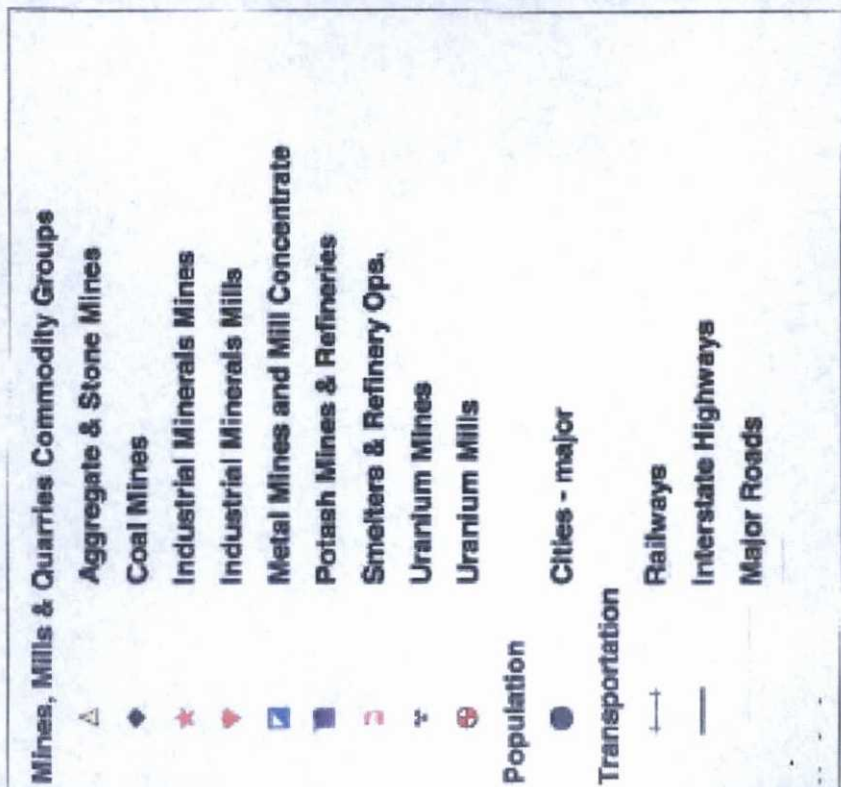 Mines, Mills & Quarries Commodity Groups
Aggregate & Stone Mines
Coal Mines
Industrial Minerals Mines
Industrial Minerals Mills
Metal Mines and Mill Concentrate
Potash Mines & Refineries
Smelters & Refinery Ops.
Uranium Mines
Uranium Mills
Population
Cities - major
Transportation
Railways
Interstate Highways
Major Roads